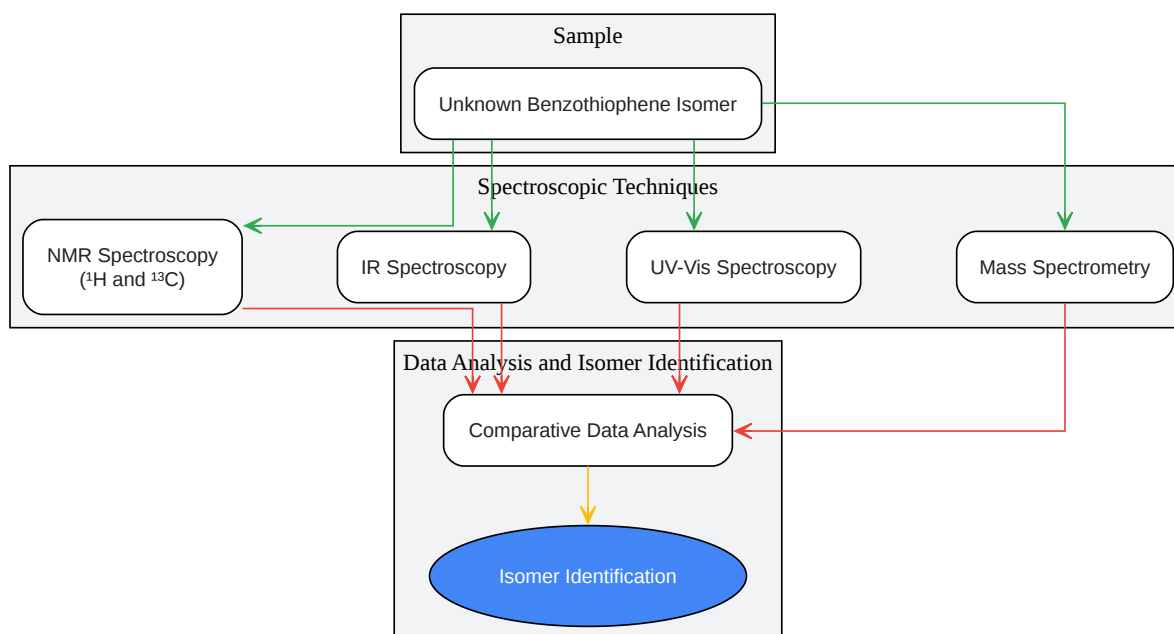 Sample
Unknown Benzothiophene Isomer
Spectroscopic Techniques
NMR Spectroscopy
(¹H and ¹³C)
IR Spectroscopy
UV-Vis Spectroscopy
Mass Spectrometry
Data Analysis and Isomer Identification
Comparative Data Analysis
Isomer Identification